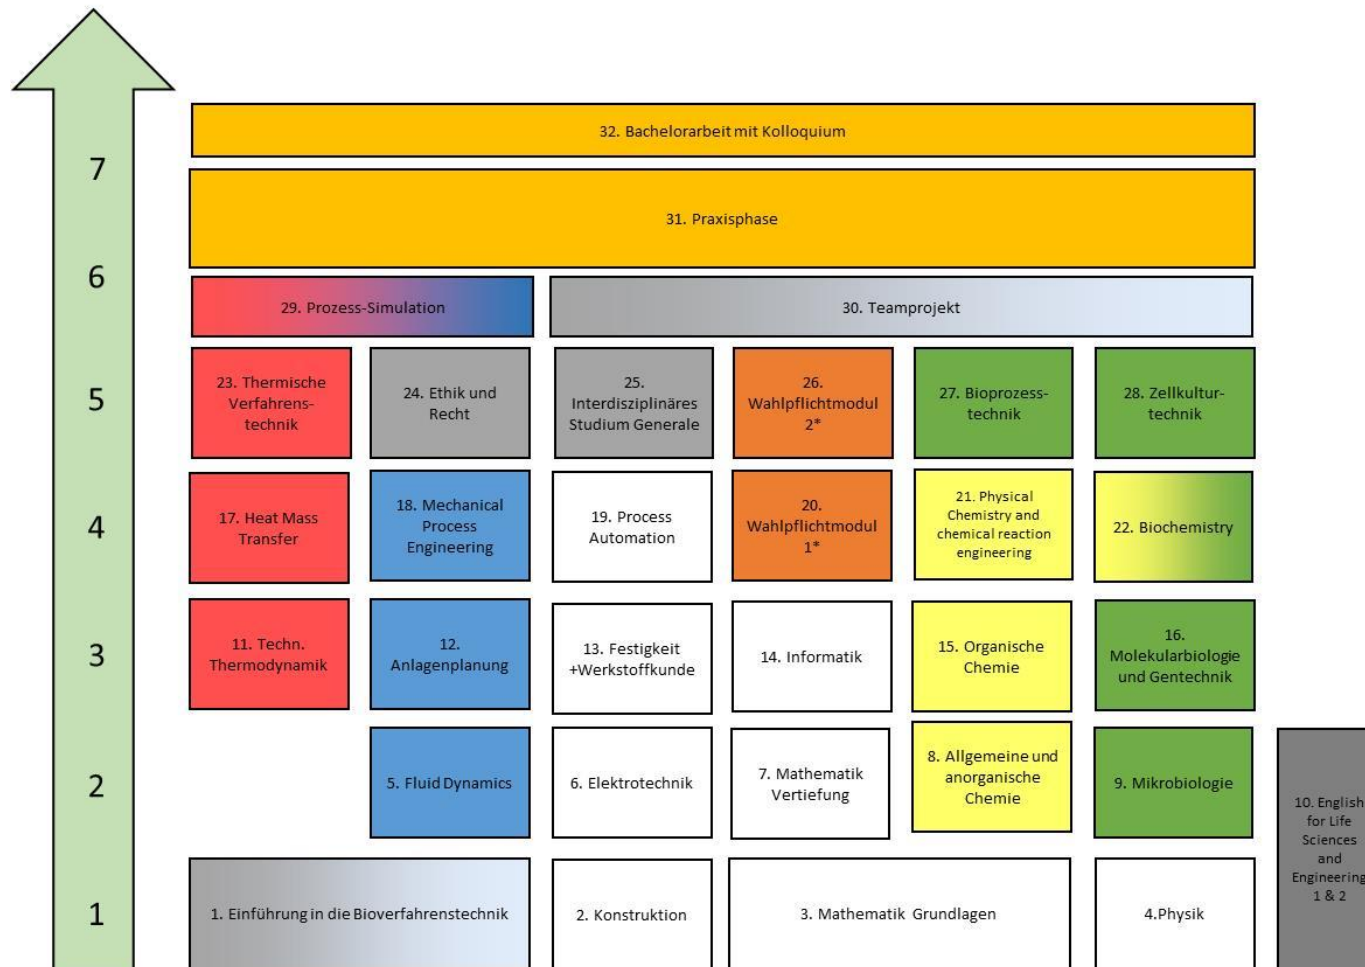 32. Bachelorarbeit mit Kolloquium
7
31. Praxisphase
6
29. Prozess-Simulation
30. Teamprojekt
5
23. Thermische
Verfahrens-
technik
24. Ethik und
Recht
25.
Interdisziplinäres
Studium Generale
26.
Wahlpflichtmodul
2*
27. Bioprozess-
technik
28. Zellkultur-
technik
4
17. Heat Mass
Transfer
18. Mechanical
Process
Engineering
19. Process
Automation
20.
Wahlpflichtmodul
1*
21. Physical
Chemistry and
chemical reaction
engineering
22. Biochemistry
3
11. Techn.
Thermodynamik
12.
Anlagenplanung
13. Festigkeit
+Werkstoffkunde
14. Informatik
15. Organische
Chemie
16.
Molekularbiologie
und Gentechnik
2
5. Fluid Dynamics
6. Elektrotechnik
7. Mathematik
Vertiefung
8. Allgemeine und
anorganische
Chemie
9. Mikrobiologie
10. English
for Life
Sciences
and
Engineering
1 & 2
1
1. Einführung in die Bioverfahrenstechnik
2. Konstruktion
3. Mathematik Grundlagen
4.Physik